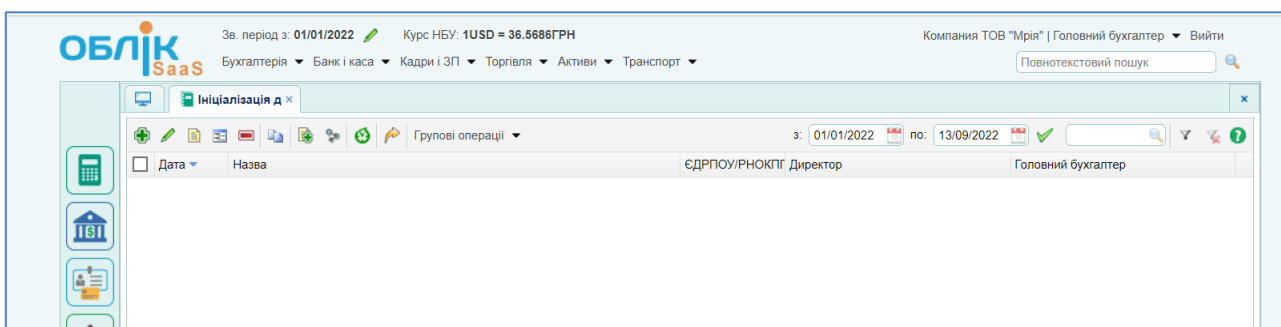 ОБЛІК SaaS
Зв. період з: 01/01/2022 Курс НБУ: 1USD = 36.5686ГРН
Компания ТОВ "Мрія" | Головний бухгалтер Вийти
Бухгалтерія Банк і каса Кадри і ЗП Торгівля Активи Транспорт
Повнотекстовий пошук
Ініціалізація д
Групові операції
з: 01/01/2022 по: 13/09/2022
Дата Назва ЄДРПОУ/РНОКПГ Директор Головний бухгалтер